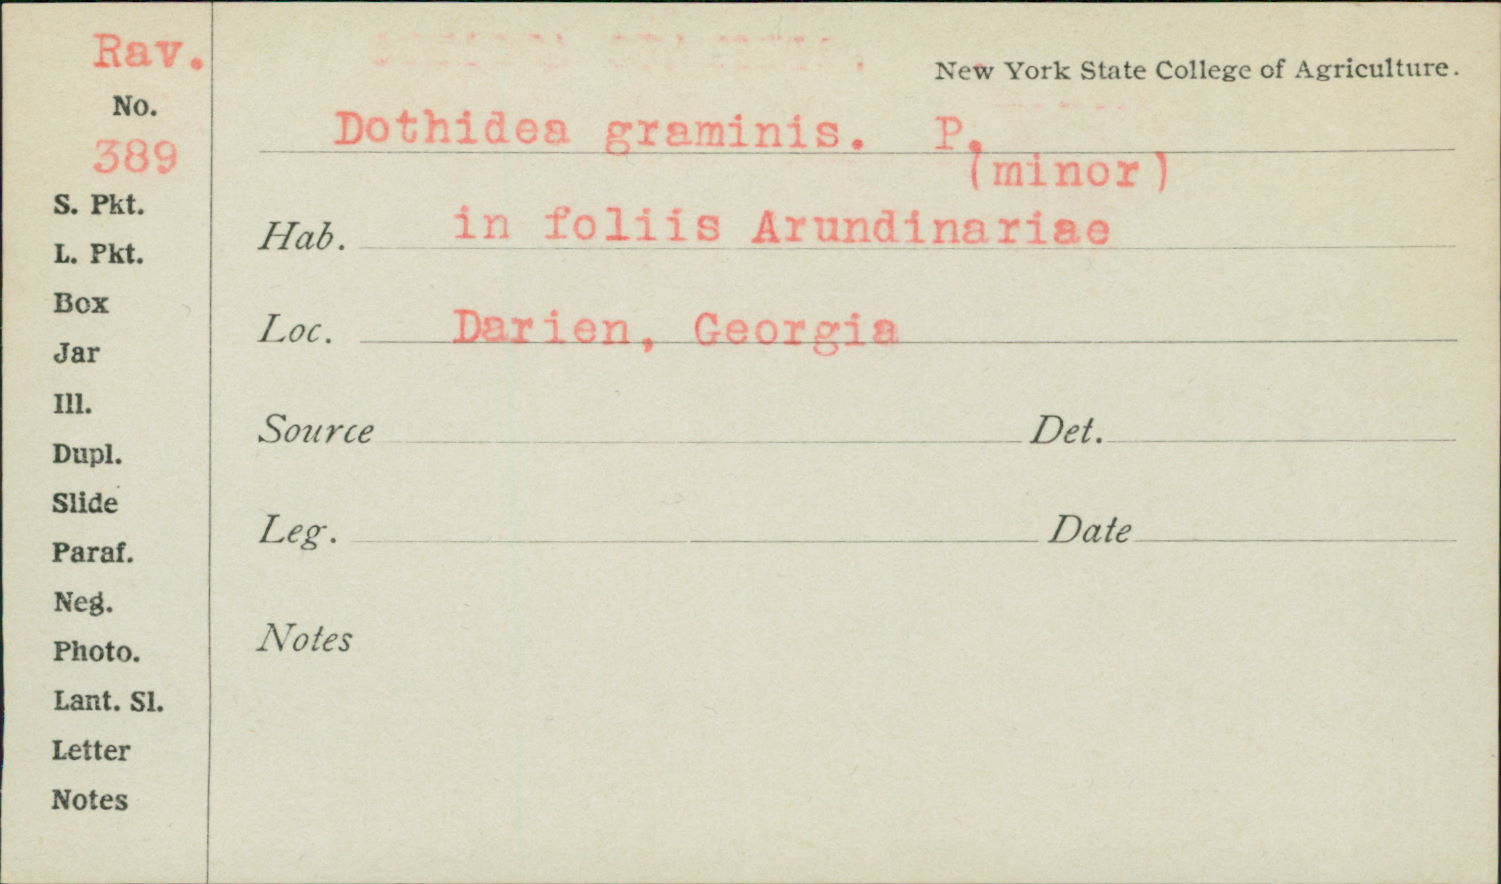 Rav.
New York State College of Agriculture.
No.
389
Dothidea graminis. P.
(minor)
Hab. in foliis Arundinariae
Loc. Darien, Georgia
Source Det.
Leg. Date
Notes
S. Pkt.
L. Pkt.
Box
Jar
Ill.
Dupl.
Slide
Paraf.
Neg.
Photo.
Lant. Sl.
Letter
Notes